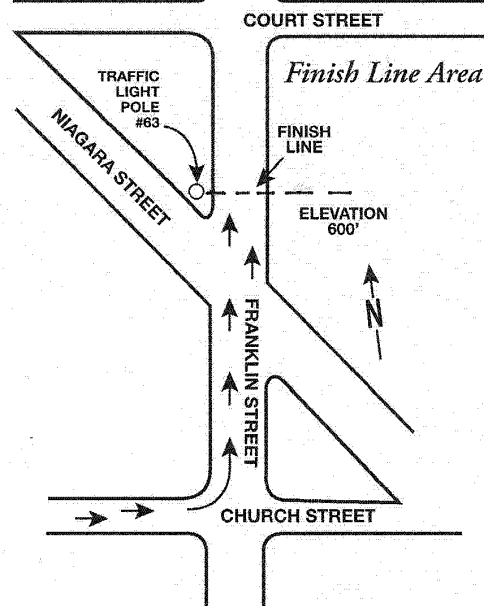 COURT STREET
Finish Line Area
TRAFFIC
LIGHT
POLE
#63
NIAGARA STREET
FINISH
LINE
ELEVATION
600'
N
FRANKLIN STREET
CHURCH STREET